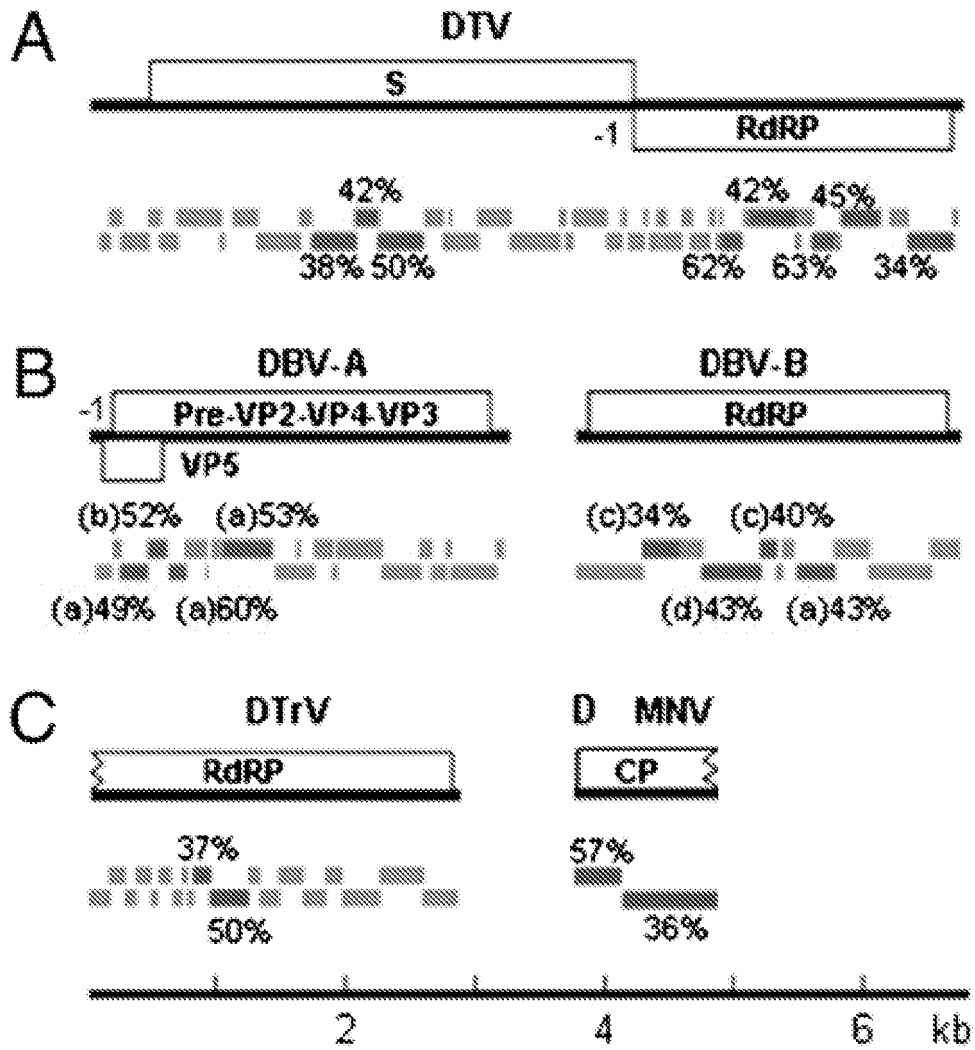 A
DTV
S
-1
RdRP
42% 42% 45%
38% 50% 62% 63% 34%
B
DBV-A DBV-B
-1
Pre-VP2-VP4-VP3 RdRP
VP5
(b)52% (a)53% (c)34% (c)40%
(a)49% (a)60% (d)43% (a)43%
C
DTrV D MNV
RdRP CP
37% 57%
50% 36%
2 4 6 kb